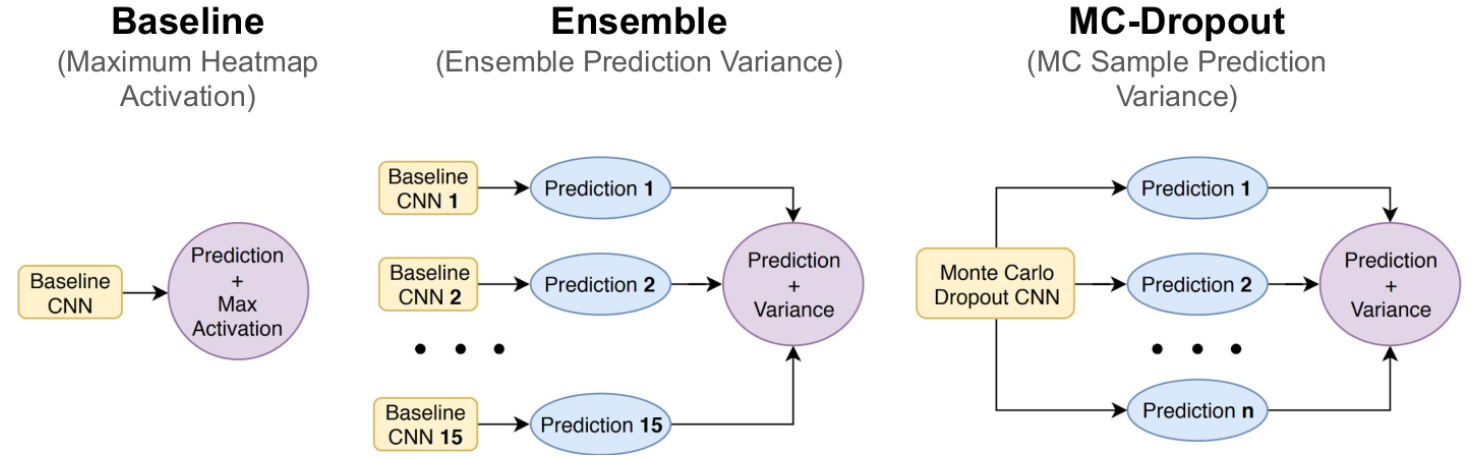 Baseline
(Maximum Heatmap
Activation)
Baseline
CNN
Prediction
+
Max
Activation
Ensemble
(Ensemble Prediction Variance)
Baseline
CNN 1
Prediction 1
Baseline
CNN 2
Prediction 2
Baseline
CNN 15
Prediction 15
Prediction
+
Variance
MC-Dropout
(MC Sample Prediction
Variance)
Monte Carlo
Dropout CNN
Prediction 1
Prediction 2
Prediction n
Prediction
+
Variance